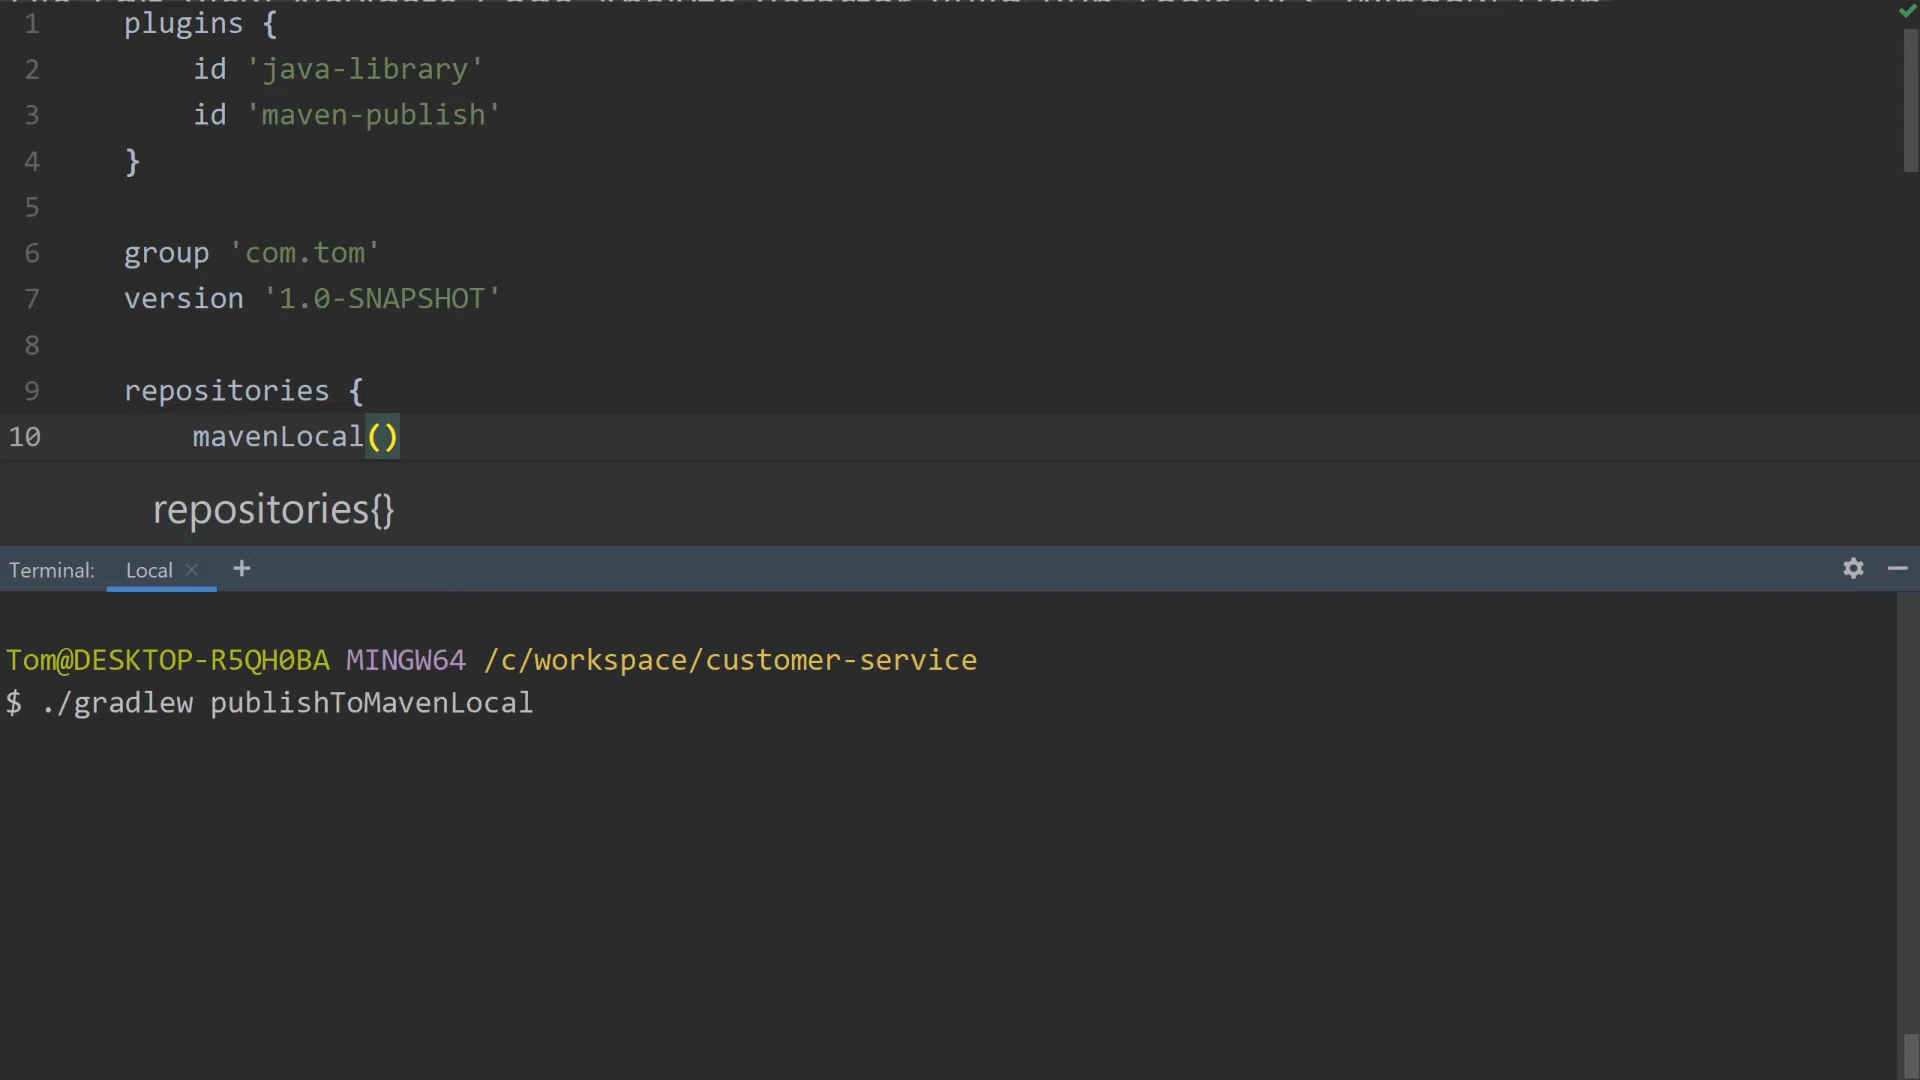 1 plugins {
2 id 'java-library'
3 id 'maven-publish'
4 }
5
6 group 'com.tom'
7 version '1.0-SNAPSHOT'
8
9 repositories {
10 mavenLocal()
repositories{}
Terminal: Local × +
Tom@DESKTOP-R5QH0BA MINGW64 /c/workspace/customer-service
$ ./gradlew publishToMavenLocal